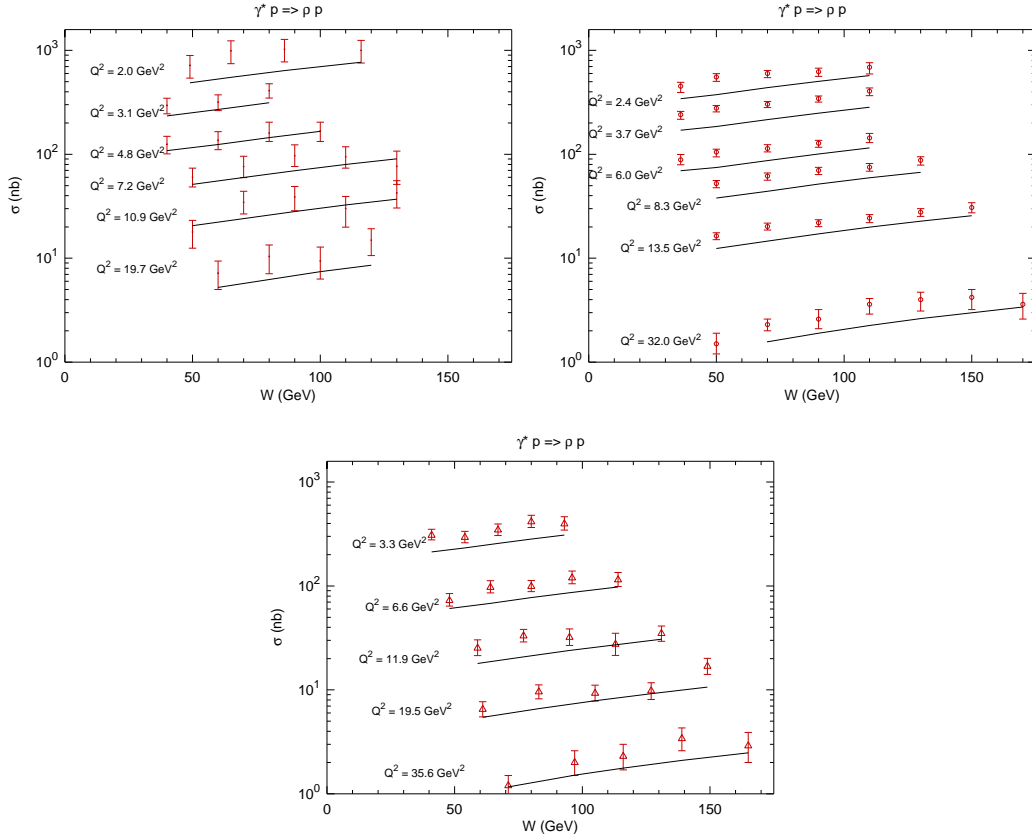 γ* p => ρ p
σ (nb)
10³
10²
10¹
10⁰
Q² = 2.0 GeV²
Q² = 3.1 GeV²
Q² = 4.8 GeV²
Q² = 7.2 GeV²
Q² = 10.9 GeV²
Q² = 19.7 GeV²
0 50 100 150
W (GeV)
γ* p => ρ p
σ (nb)
10³
10²
10¹
10⁰
Q² = 2.4 GeV²
Q² = 3.7 GeV²
Q² = 6.0 GeV²
Q² = 8.3 GeV²
Q² = 13.5 GeV²
Q² = 32.0 GeV²
0 50 100 150
W (GeV)
γ* p => ρ p
σ (nb)
10³
10²
10¹
10⁰
Q² = 3.3 GeV²
Q² = 6.6 GeV²
Q² = 11.9 GeV²
Q² = 19.5 GeV²
Q² = 35.6 GeV²
0 50 100 150
W (GeV)